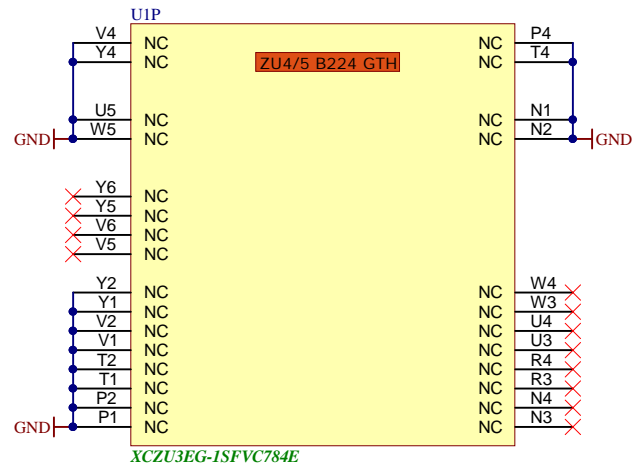 U1P
V4 NC ZU4/5 B224 GTH NC P4
Y4 NC NC T4
U5 NC NC N1
GND W5 NC NC N2 GND
Y6 NC
Y5 NC
V6 NC
V5 NC
Y2 NC NC W4
Y1 NC NC W3
V2 NC NC U4
V1 NC NC U3
T2 NC NC R4
T1 NC NC R3
P2 NC NC N4
GND P1 NC NC N3
XCZU3EG-1SFVC784E